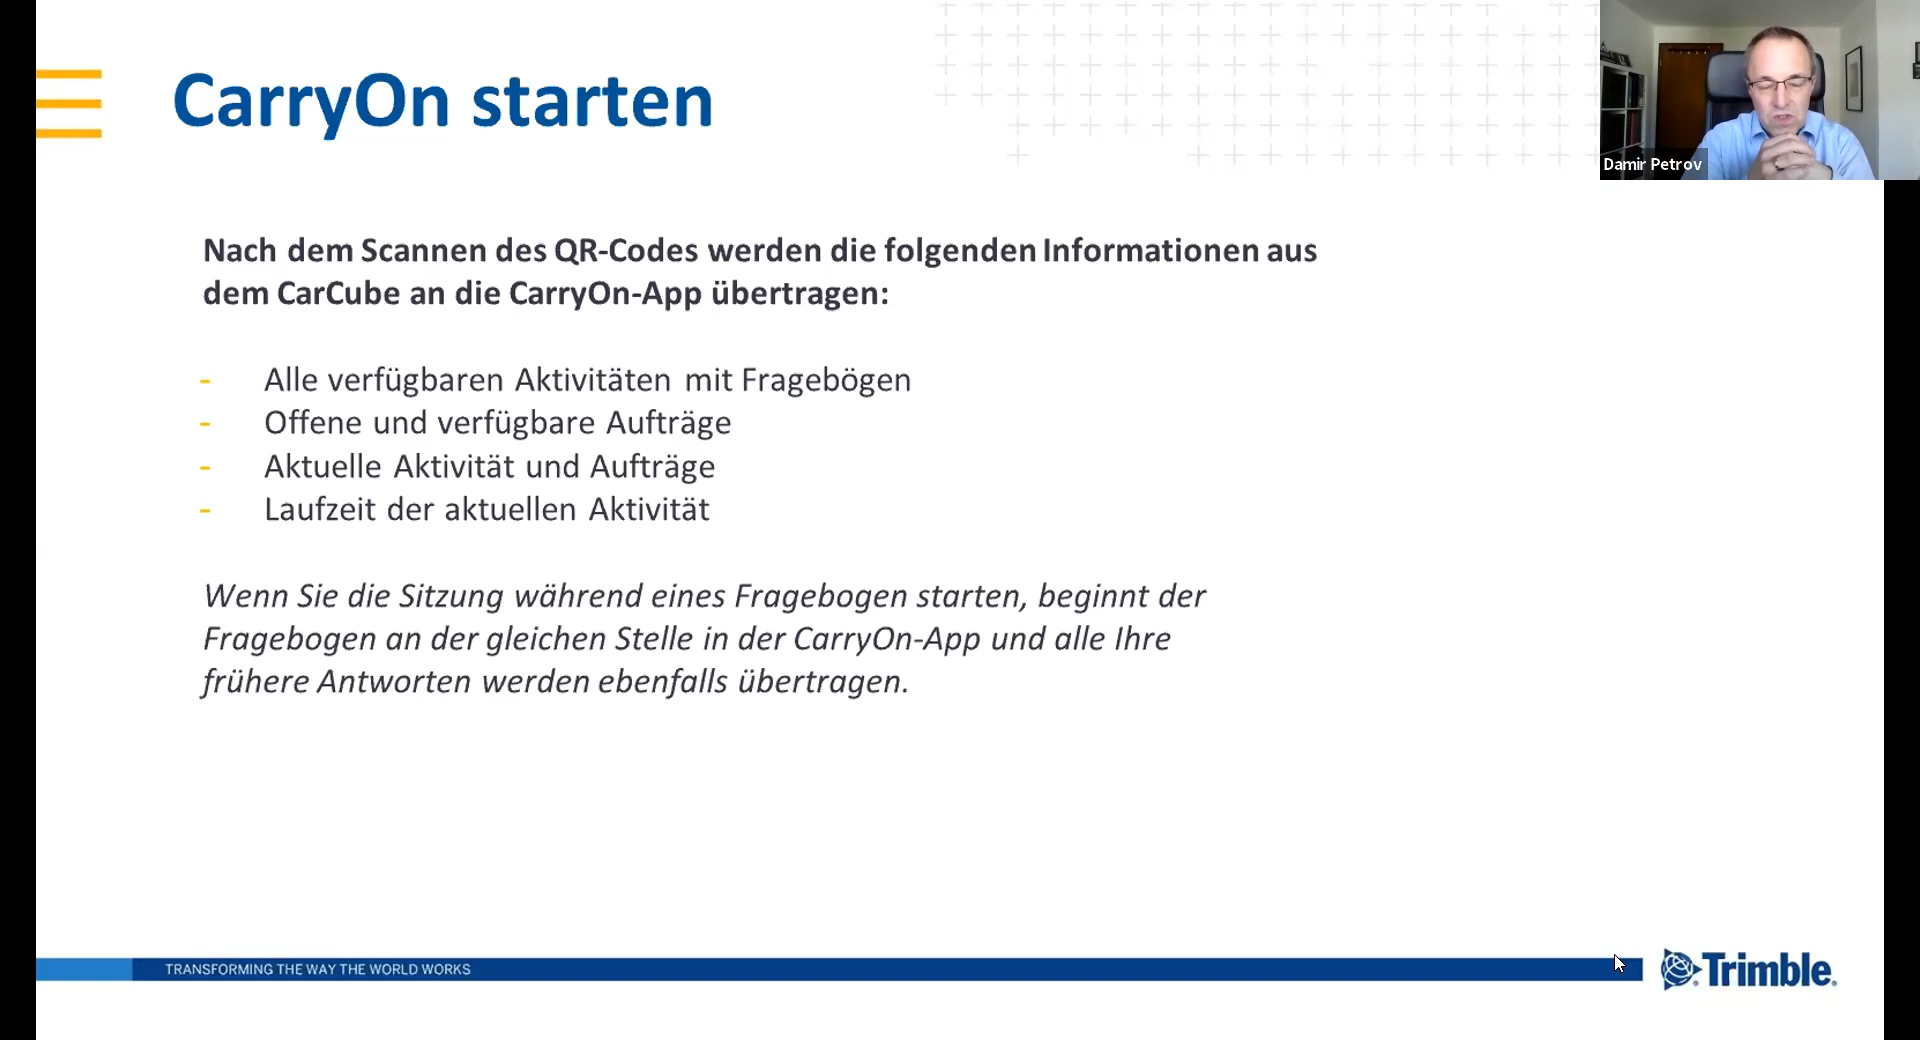 CarryOn starten
Damir Petrov
Nach dem Scannen des QR-Codes werden die folgenden Informationen aus
dem CarCube an die CarryOn-App übertragen:
- Alle verfügbaren Aktivitäten mit Fragebögen
- Offene und verfügbare Aufträge
- Aktuelle Aktivität und Aufträge
- Laufzeit der aktuellen Aktivität
Wenn Sie die Sitzung während eines Fragebogen starten, beginnt der
Fragebogen an der gleichen Stelle in der CarryOn-App und alle Ihre
frühere Antworten werden ebenfalls übertragen.
TRANSFORMING THE WAY THE WORLD WORKS
Trimble